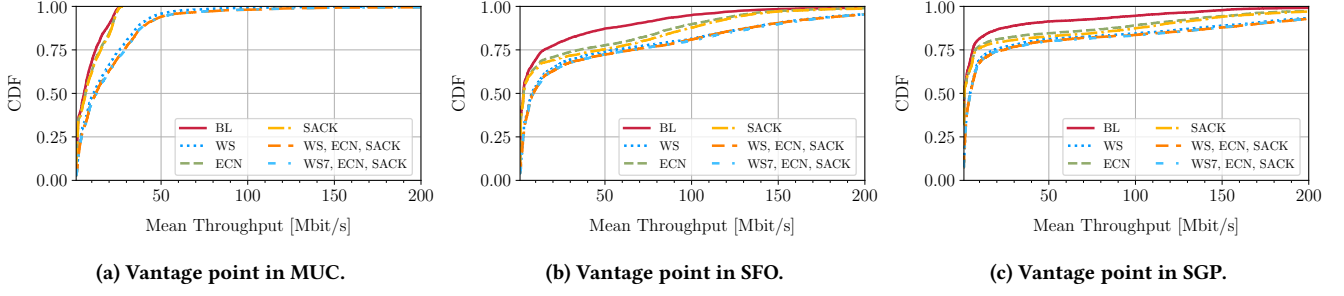 1.00
0.75
0.50
0.25
0.00
CDF
BL
WS
ECN
SACK
WS, ECN, SACK
WS7, ECN, SACK
50
100
150
200
Mean Throughput [Mbit/s]
(a) Vantage point in MUC.
1.00
0.75
0.50
0.25
0.00
CDF
BL
WS
ECN
SACK
WS, ECN, SACK
WS7, ECN, SACK
50
100
150
200
Mean Throughput [Mbit/s]
(b) Vantage point in SFO.
1.00
0.75
0.50
0.25
0.00
CDF
BL
WS
ECN
SACK
WS, ECN, SACK
WS7, ECN, SACK
50
100
150
200
Mean Throughput [Mbit/s]
(c) Vantage point in SGP.